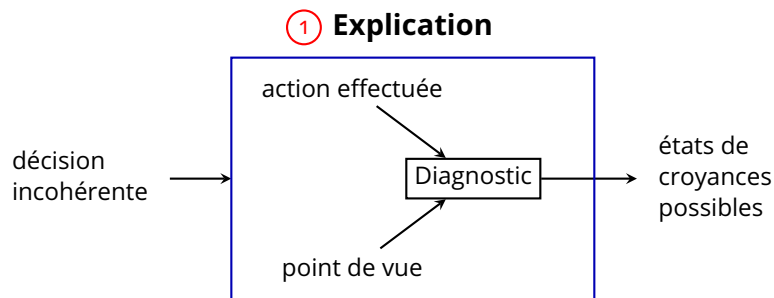 1 Explication
action effectuée
décision
incohérente
Diagnostic
états de
croyances
possibles
point de vue